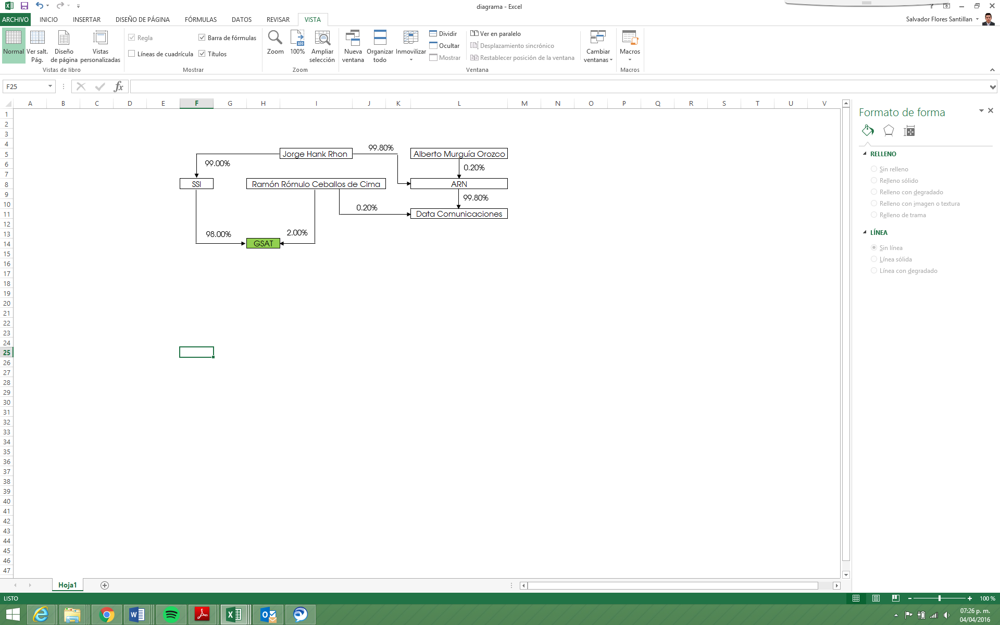 diagrama - Excel
?
ARCHIVO INICIO INSERTAR DISEÑO DE PÁGINA FÓRMULAS DATOS REVISAR VISTA
Salvador Flores Santillan
Normal
Ver salt. Pág.
Diseño de página
Vistas personalizadas
Vistas de libro
Regla
Barra de fórmulas
Líneas de cuadrícula
Títulos
Mostrar
Zoom
100%
Ampliar selección
Zoom
Nueva ventana
Organizar todo
Inmovilizar
Dividir
Ocultar
Mostrar
Ver en paralelo
Desplazamiento sincrónico
Restablecer posición de la ventana
Ventana
Cambiar ventanas
Macros
Macros
F25
fx
A B C D E F G H I J K L M N O P Q R S T U V
1
2
3
4
5
6
7
8
9
10
11
12
13
14
15
16
17
18
19
20
21
22
23
24
25
26
27
28
29
30
31
32
33
34
35
36
37
38
39
40
41
42
43
44
45
46
47
99.80%
Jorge Hank Rhon
Alberto Murguía Orozco
99.00%
0.20%
SSI
Ramón Rómulo Ceballos de Cima
ARN
99.80%
0.20%
Data Comunicaciones
98.00%
2.00%
GSAT
Formato de forma
RELLENO
Sin relleno
Relleno sólido
Relleno con degradado
Relleno con imagen o textura
Relleno de trama
LÍNEA
Sin línea
Línea sólida
Línea con degradado
Hoja1
LISTO
100 %
07:26 p. m.
04/04/2016